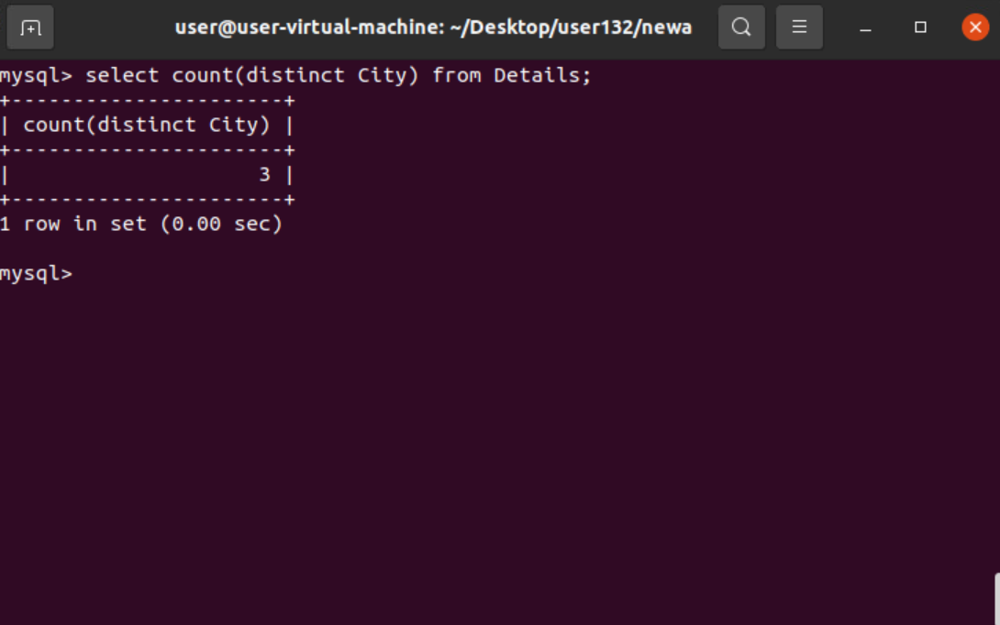 user@user-virtual-machine: ~/Desktop/user132/newa
mysql> select count(distinct City) from Details;
+----------------------+
| count(distinct City) |
+----------------------+
|                    3 |
+----------------------+
1 row in set (0.00 sec)
mysql>